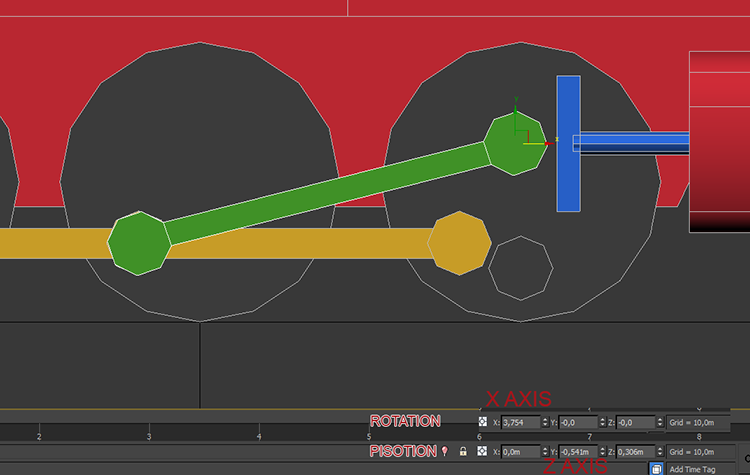 Y
x
X AXIS
ROTATION X: 3,754 Y: -0,0 Z: -0,0 Grid = 10,0m
2 3 4 5 6 7 8
PISOTION X: 0,0m Y: -0,541m Z: 0,306m Grid = 10,0m
Z AXIS Add Time Tag